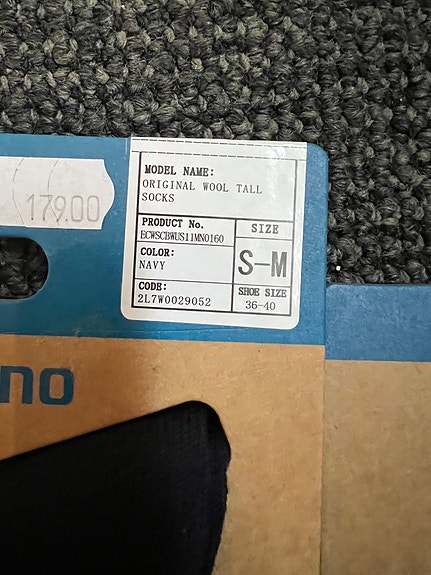 179.00
MODEL NAME:
ORIGINAL WOOL TALL
SOCKS
PRODUCT No.
ECWSCBWUS11MN0160
SIZE
S-M
COLOR:
NAVY
CODE:
2L7W0029052
SHOE SIZE
36-40
no